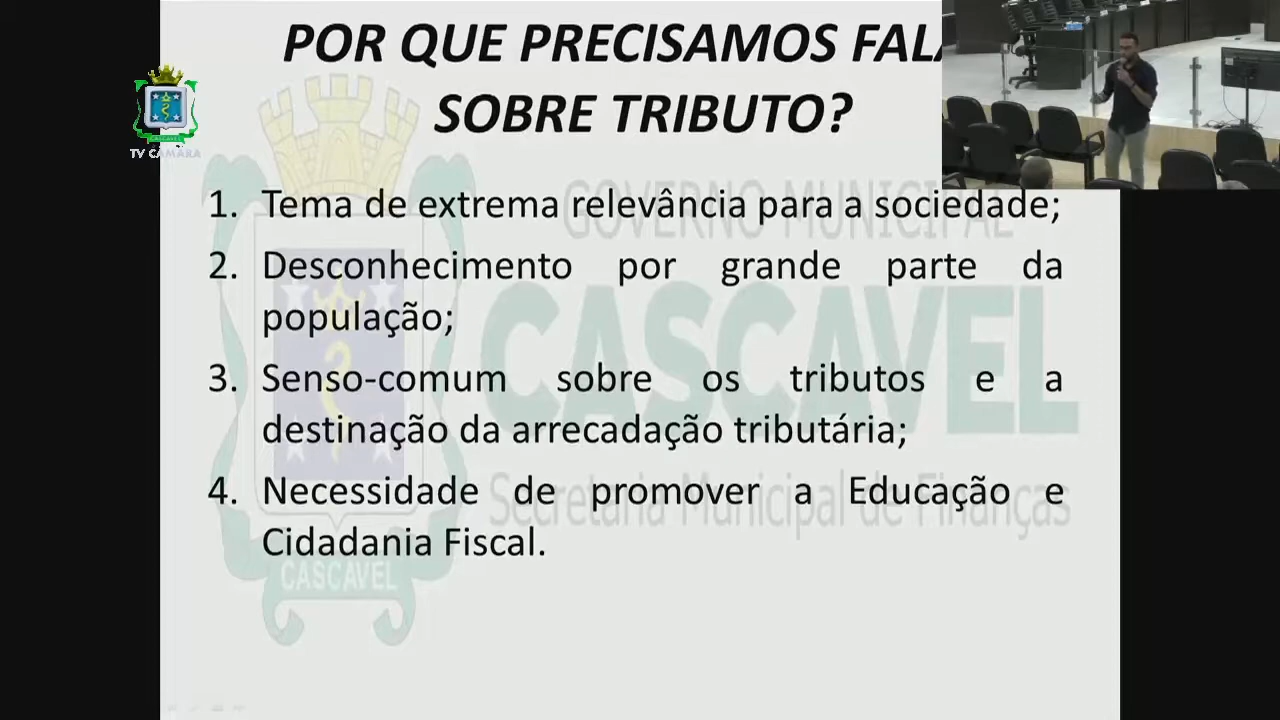 POR QUE PRECISAMOS FALA
SOBRE TRIBUTO?
TV CÂMARA
1. Tema de extrema relevância para a sociedade;
GOVERNO MUNICIPAL
2. Desconhecimento por grande parte da
população;
CASCAVEL
3. Senso-comum sobre os tributos e a
destinação da arrecadação tributária;
4. Necessidade de promover a Educação e
Secretaria Municipal de Finanças
Cidadania Fiscal.
CASCAVEL